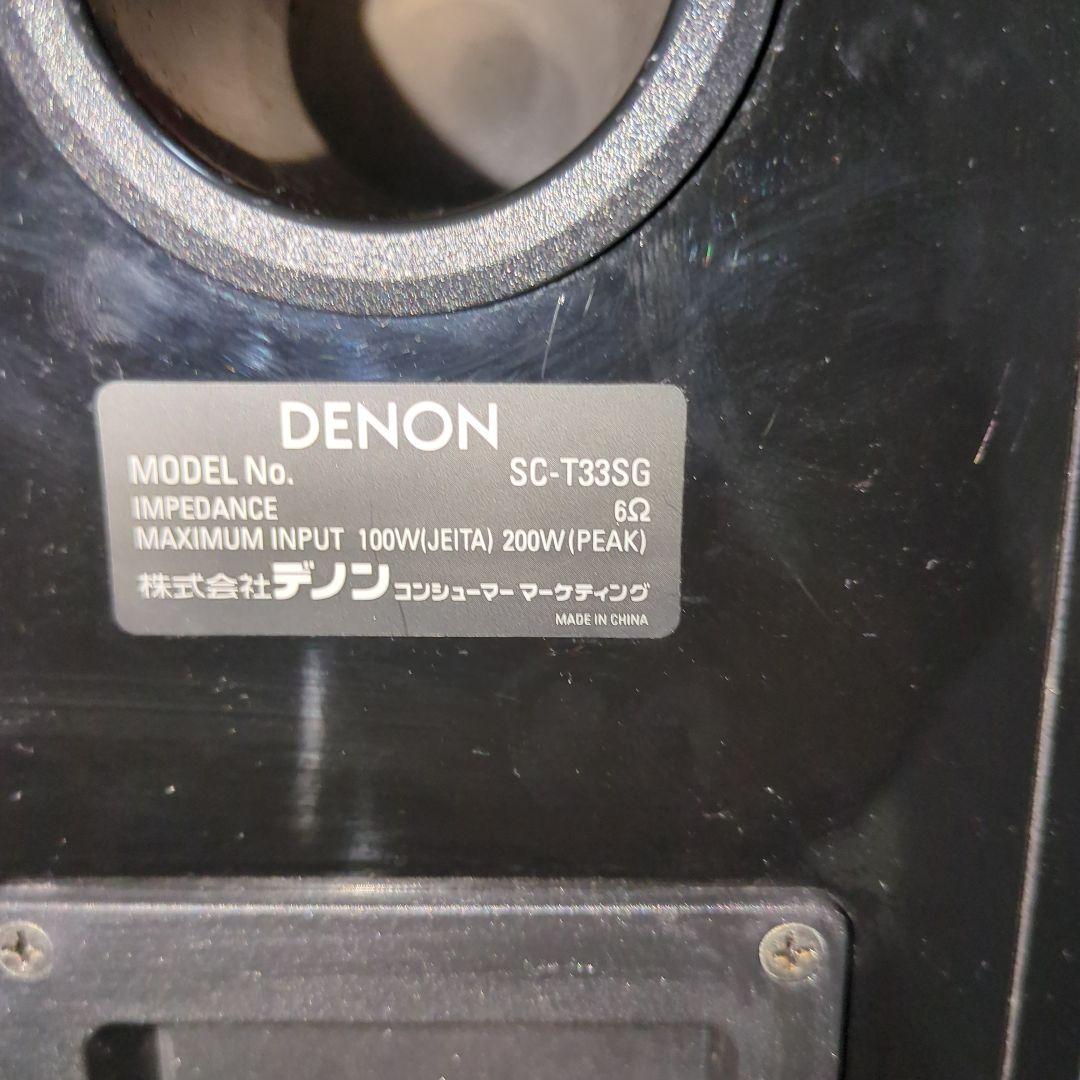 DENON
MODEL No. SC-T33SG
IMPEDANCE 6Ω
MAXIMUM INPUT 100W(JEITA) 200W(PEAK)
株式会社デノン コンシューマー マーケティング
MADE IN CHINA